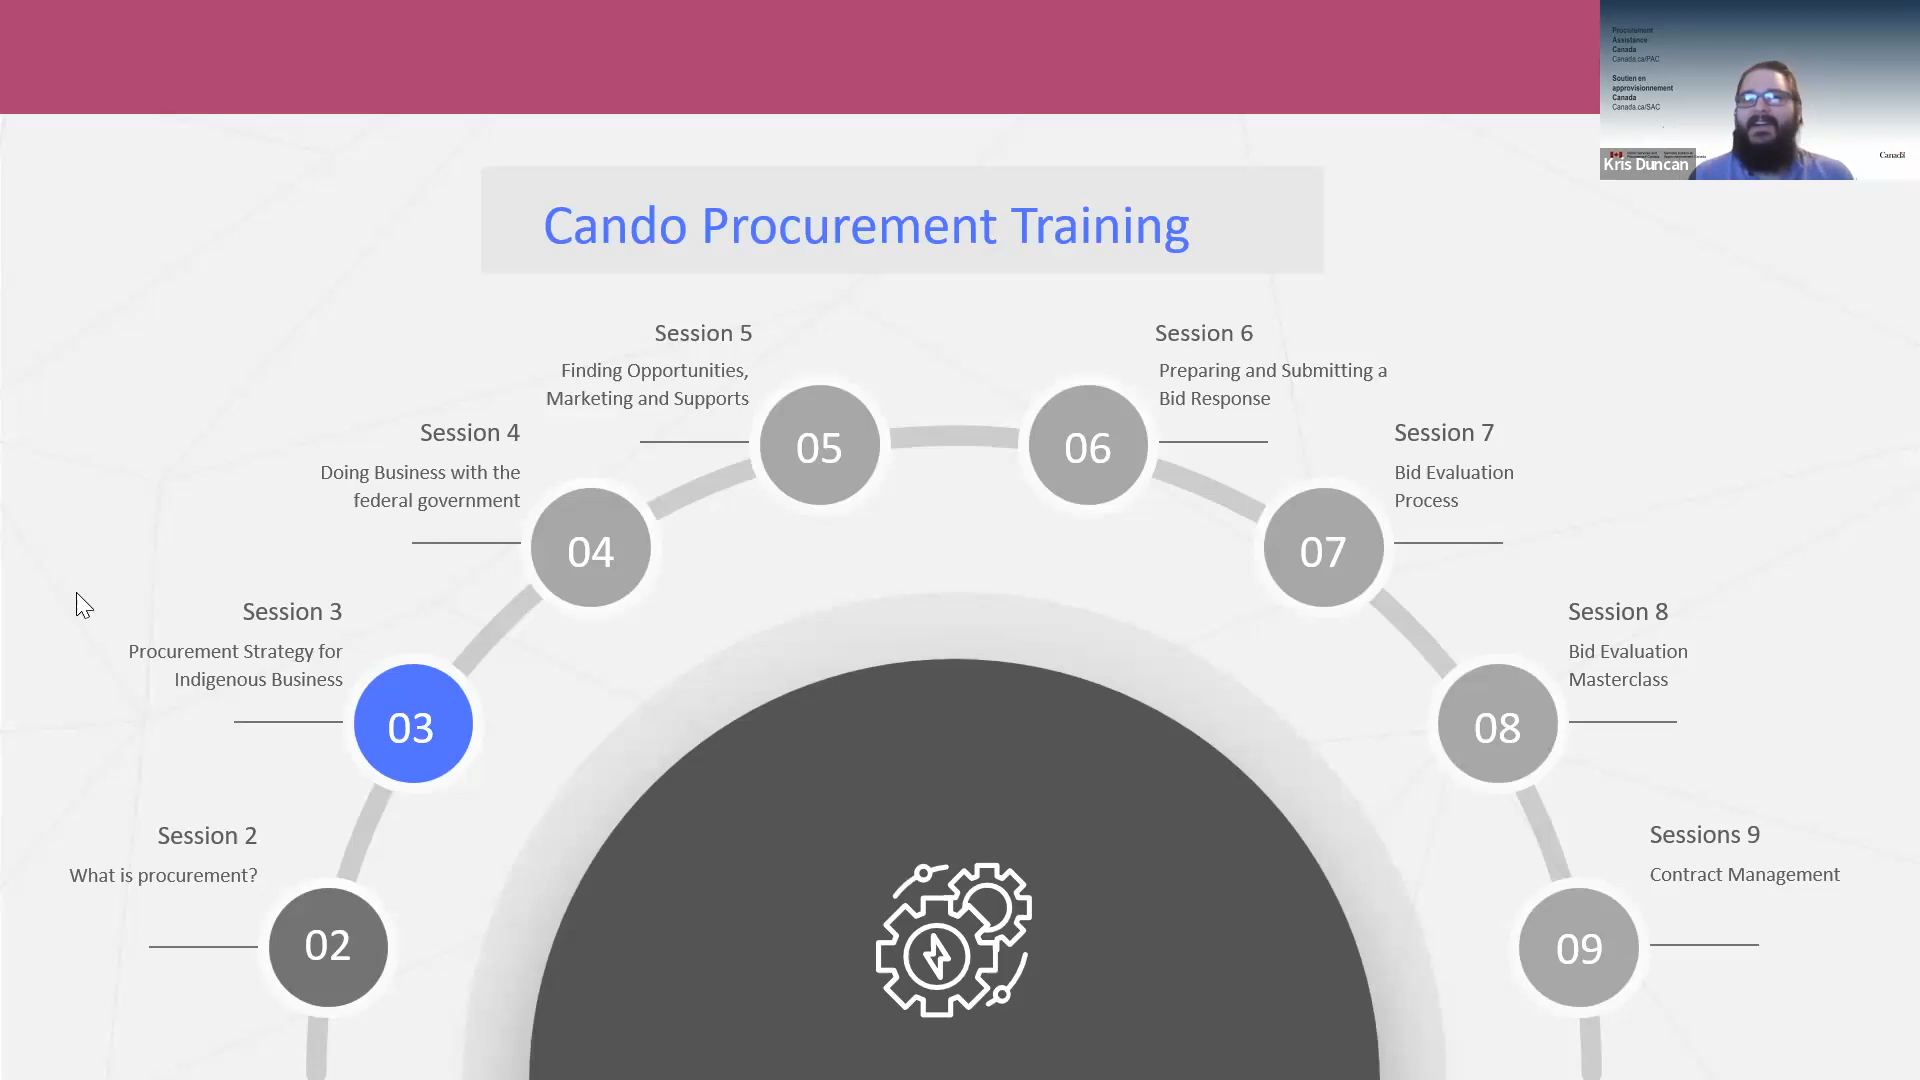 Procurement
Assistance
Canada
Canada.ca/PAC
Soutien en
approvisionnement
Canada
Canada.ca/SAC
Kris Duncan
Canada
Cando Procurement Training
Session 5
Finding Opportunities,
Marketing and Supports
05
Session 6
Preparing and Submitting a
Bid Response
06
Session 4
Doing Business with the
federal government
04
Session 7
Bid Evaluation
Process
07
Session 3
Procurement Strategy for
Indigenous Business
03
Session 8
Bid Evaluation
Masterclass
08
Session 2
What is procurement?
02
Sessions 9
Contract Management
09